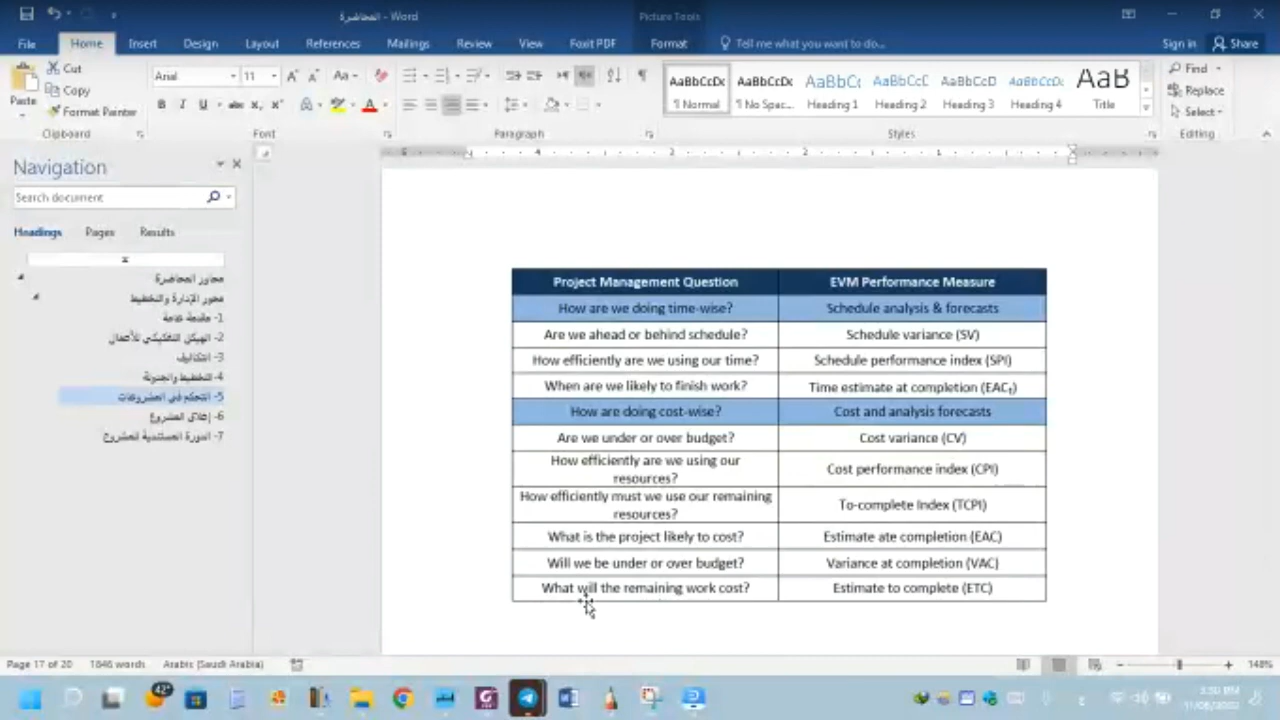 المحاضرة - Word
Picture Tools
File
Home
Insert
Design
Layout
References
Mailings
Review
View
Foxit PDF
Format
Tell me what you want to do...
Sign in
Share
Paste
Cut
Copy
Format Painter
Clipboard
Arial
11
Font
Paragraph
AaBbCcDc
¶ Normal
AaBbCcDc
¶ No Spac...
AaBbCc
Heading 1
AaBbCcC
Heading 2
AaBbCcD
Heading 3
AaBbCcD
Heading 4
AaB
Title
Styles
Find
Replace
Select
Editing
Navigation
Search document
Headings
Pages
Results
محاور المحاضرة
محور الإدارة والتخطيط
1- مقدمة عامة
2- الهيكل التفكيكي للأعمال
3- التكاليف
4- التخطيط والجدولة
5- التحكم في المشروعات
6- إغلاق المشروع
7- الدورة المستندية للمشروع
Project Management Question
EVM Performance Measure
How are we doing time-wise?
Schedule analysis & forecasts
Are we ahead or behind schedule?
Schedule variance (SV)
How efficiently are we using our time?
Schedule performance index (SPI)
When are we likely to finish work?
Time estimate at completion (EACt)
How are doing cost-wise?
Cost and analysis forecasts
Are we under or over budget?
Cost variance (CV)
How efficiently are we using our
resources?
Cost performance index (CPI)
How efficiently must we use our remaining
resources?
To-complete Index (TCPI)
What is the project likely to cost?
Estimate ate completion (EAC)
Will we be under or over budget?
Variance at completion (VAC)
What will the remaining work cost?
Estimate to complete (ETC)
Page 17 of 20
1846 words
Arabic (Saudi Arabia)
148%
42°